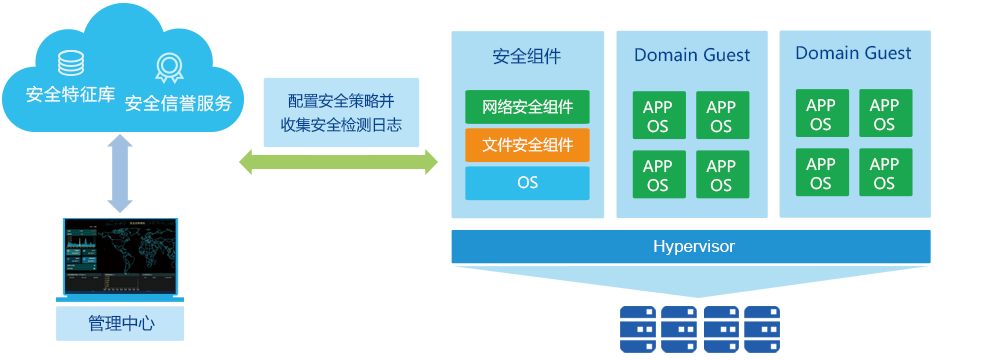 安全特征库
安全信誉服务
管理中心
配置安全策略并
收集安全检测日志
安全组件
网络安全组件
文件安全组件
OS
Domain Guest
APP
OS
APP
OS
APP
OS
APP
OS
Domain Guest
APP
OS
APP
OS
APP
OS
APP
OS
Hypervisor